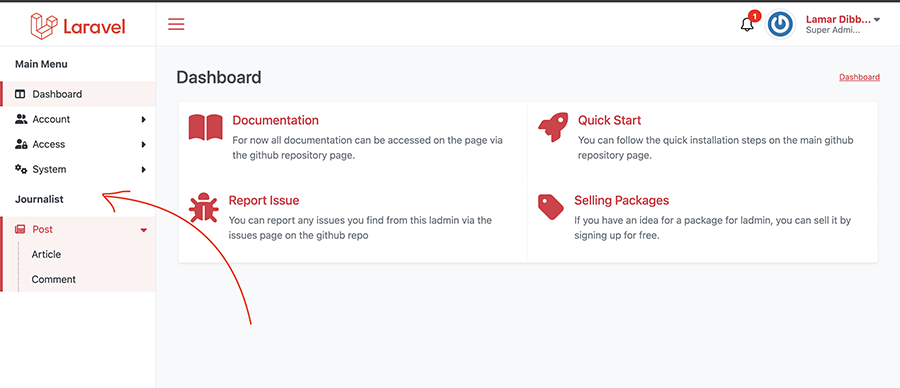 Laravel
1
Lamar Dibb...
Super Admi...
Main Menu
Dashboard
Account
Access
System
Journalist
Post
Article
Comment
Dashboard
Dashboard
Documentation
For now all documentation can be accessed on the page via
the github repository page.
Quick Start
You can follow the quick installation steps on the main github
repository page.
Report Issue
You can report any issues you find from this ladmin via the
issues page on the github repo
Selling Packages
If you have an idea for a package for ladmin, you can sell it by
signing up for free.